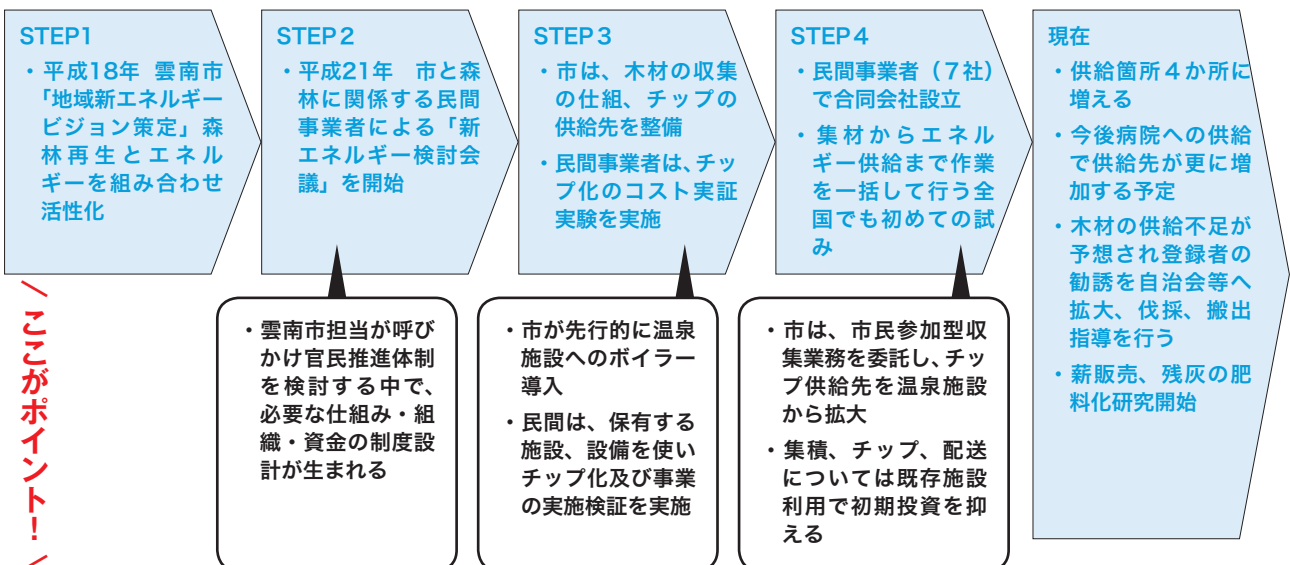 STEP1
・平成18年 雲南市
「地域新エネルギー
ビジョン策定」森
林再生とエネル
ギーを組み合わせ
活性化
STEP２
・平成21年　市と森
林に関係する民間
事業者による「新
エネルギー検討会
議」を開始
STEP３
・市は、木材の収集
の仕組、チップの
供給先を整備
・民間事業者は、チッ
プ化のコスト実証
実験を実施
STEP４
・民間事業者（７社）
で合同会社設立
・集材からエネル
ギー供給まで作業
を一括して行う全
国でも初めての試
み
現在
・供給箇所４か所に
増える
・今後病院への供給
で供給先が更に増
加する予定
・木材の供給不足が
予想され登録者の
勧誘を自治会等へ
拡大、伐採、搬出
指導を行う
・薪販売、残灰の肥
料化研究開始
ここがポイント！
・雲南市担当が呼び
かけ官民推進体制
を検討する中で、
必要な仕組み・組
織・資金の制度設
計が生まれる
・市が先行的に温泉
施設へのボイラー
導入
・民間は、保有する
施設、設備を使い
チップ化及び事業
の実施検証を実施
・市は、市民参加型収
集業務を委託し、チッ
プ供給先を温泉施設
から拡大
・集積、チップ、配送
については既存施設
利用で初期投資を抑
える